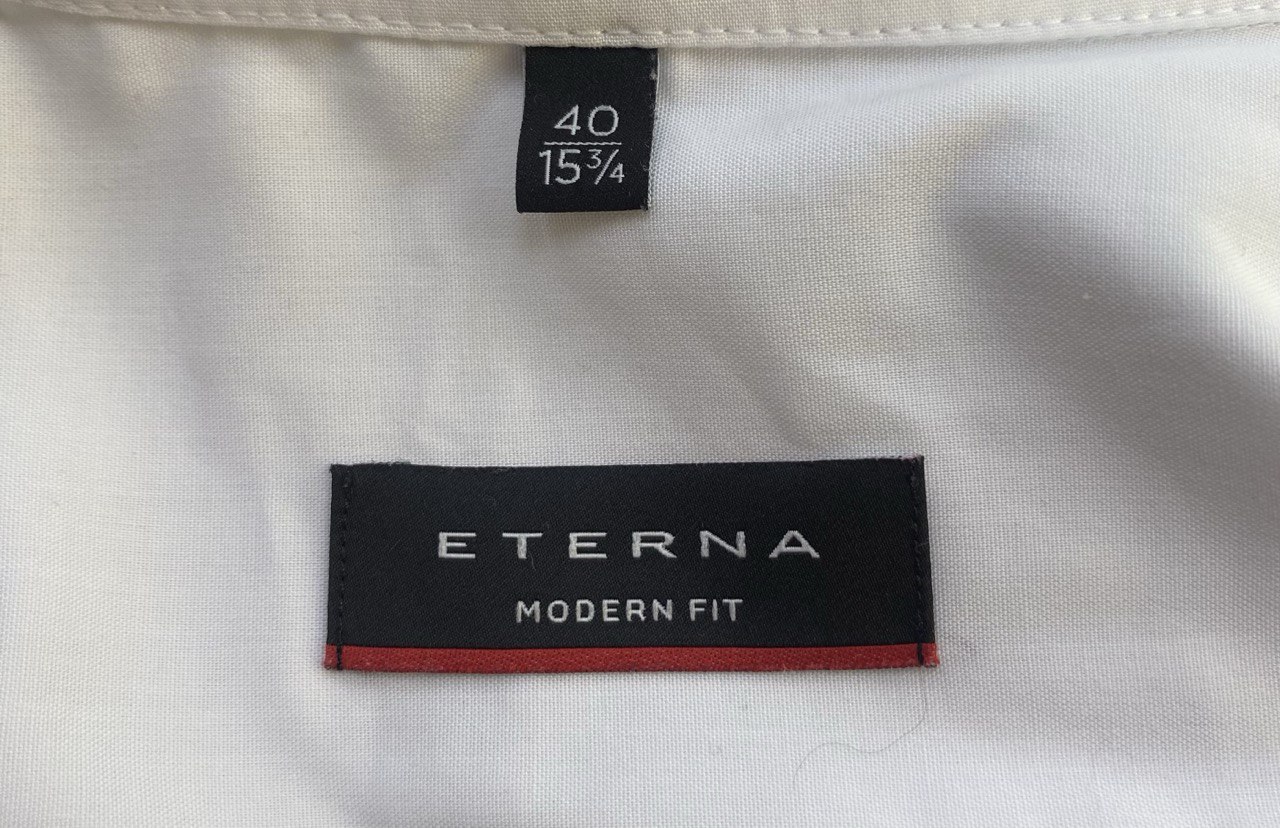 40
15¾
ETERNA
MODERN FIT